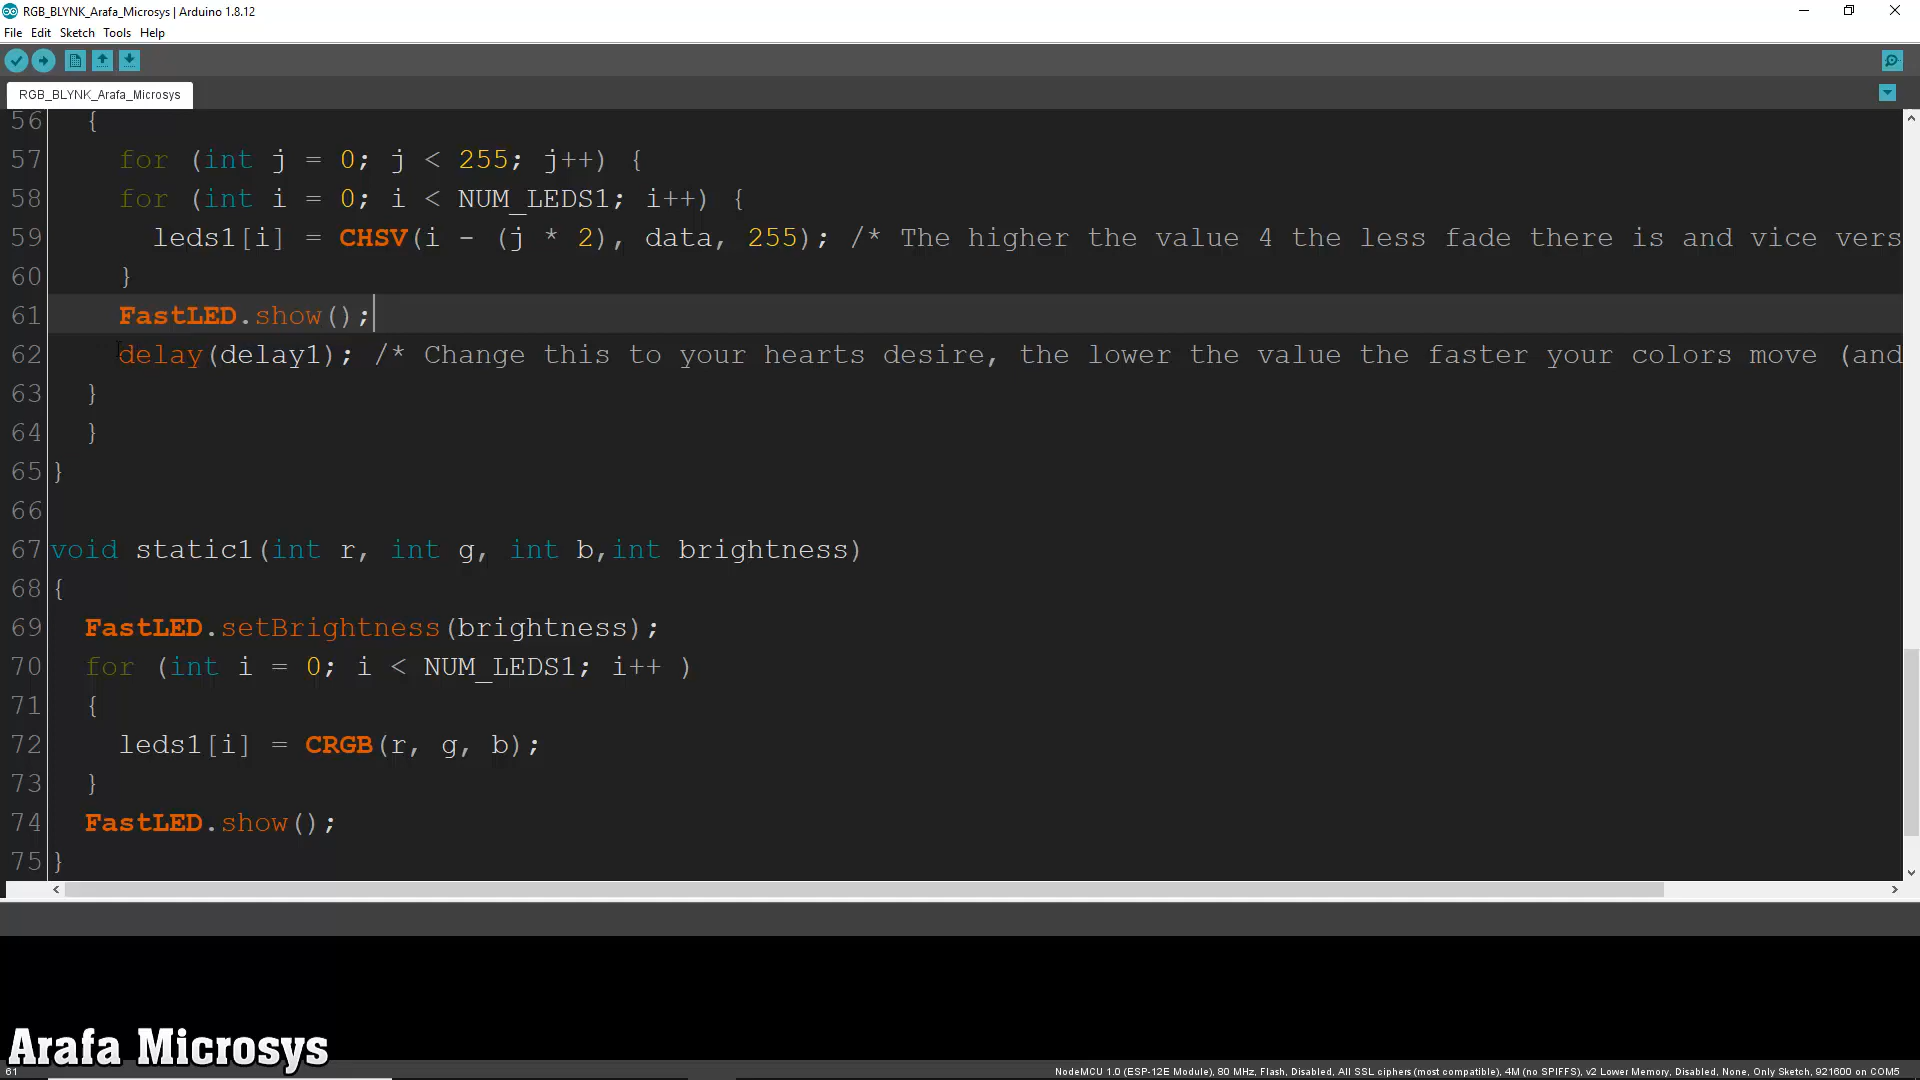 RGB_BLYNK_Arafa_Microsys | Arduino 1.8.12
File Edit Sketch Tools Help
RGB_BLYNK_Arafa_Microsys
56 {
57 for (int j = 0; j < 255; j++) {
58 for (int i = 0; i < NUM_LEDS1; i++) {
59 leds1[i] = CHSV(i - (j * 2), data, 255); /* The higher the value 4 the less fade there is and vice vers
60 }
61 FastLED.show();
62 delay(delay1); /* Change this to your hearts desire, the lower the value the faster your colors move (and
63 }
64 }
65 }
66
67 void static1(int r, int g, int b,int brightness)
68 {
69 FastLED.setBrightness(brightness);
70 for (int i = 0; i < NUM_LEDS1; i++ )
71 {
72 leds1[i] = CRGB(r, g, b);
73 }
74 FastLED.show();
75 }
Arafa Microsys
61 NodeMCU 1.0 (ESP-12E Module), 80 MHz, Flash, Disabled, All SSL ciphers (most compatible), 4M (no SPIFFS), v2 Lower Memory, Disabled, None, Only Sketch, 921600 on COM5